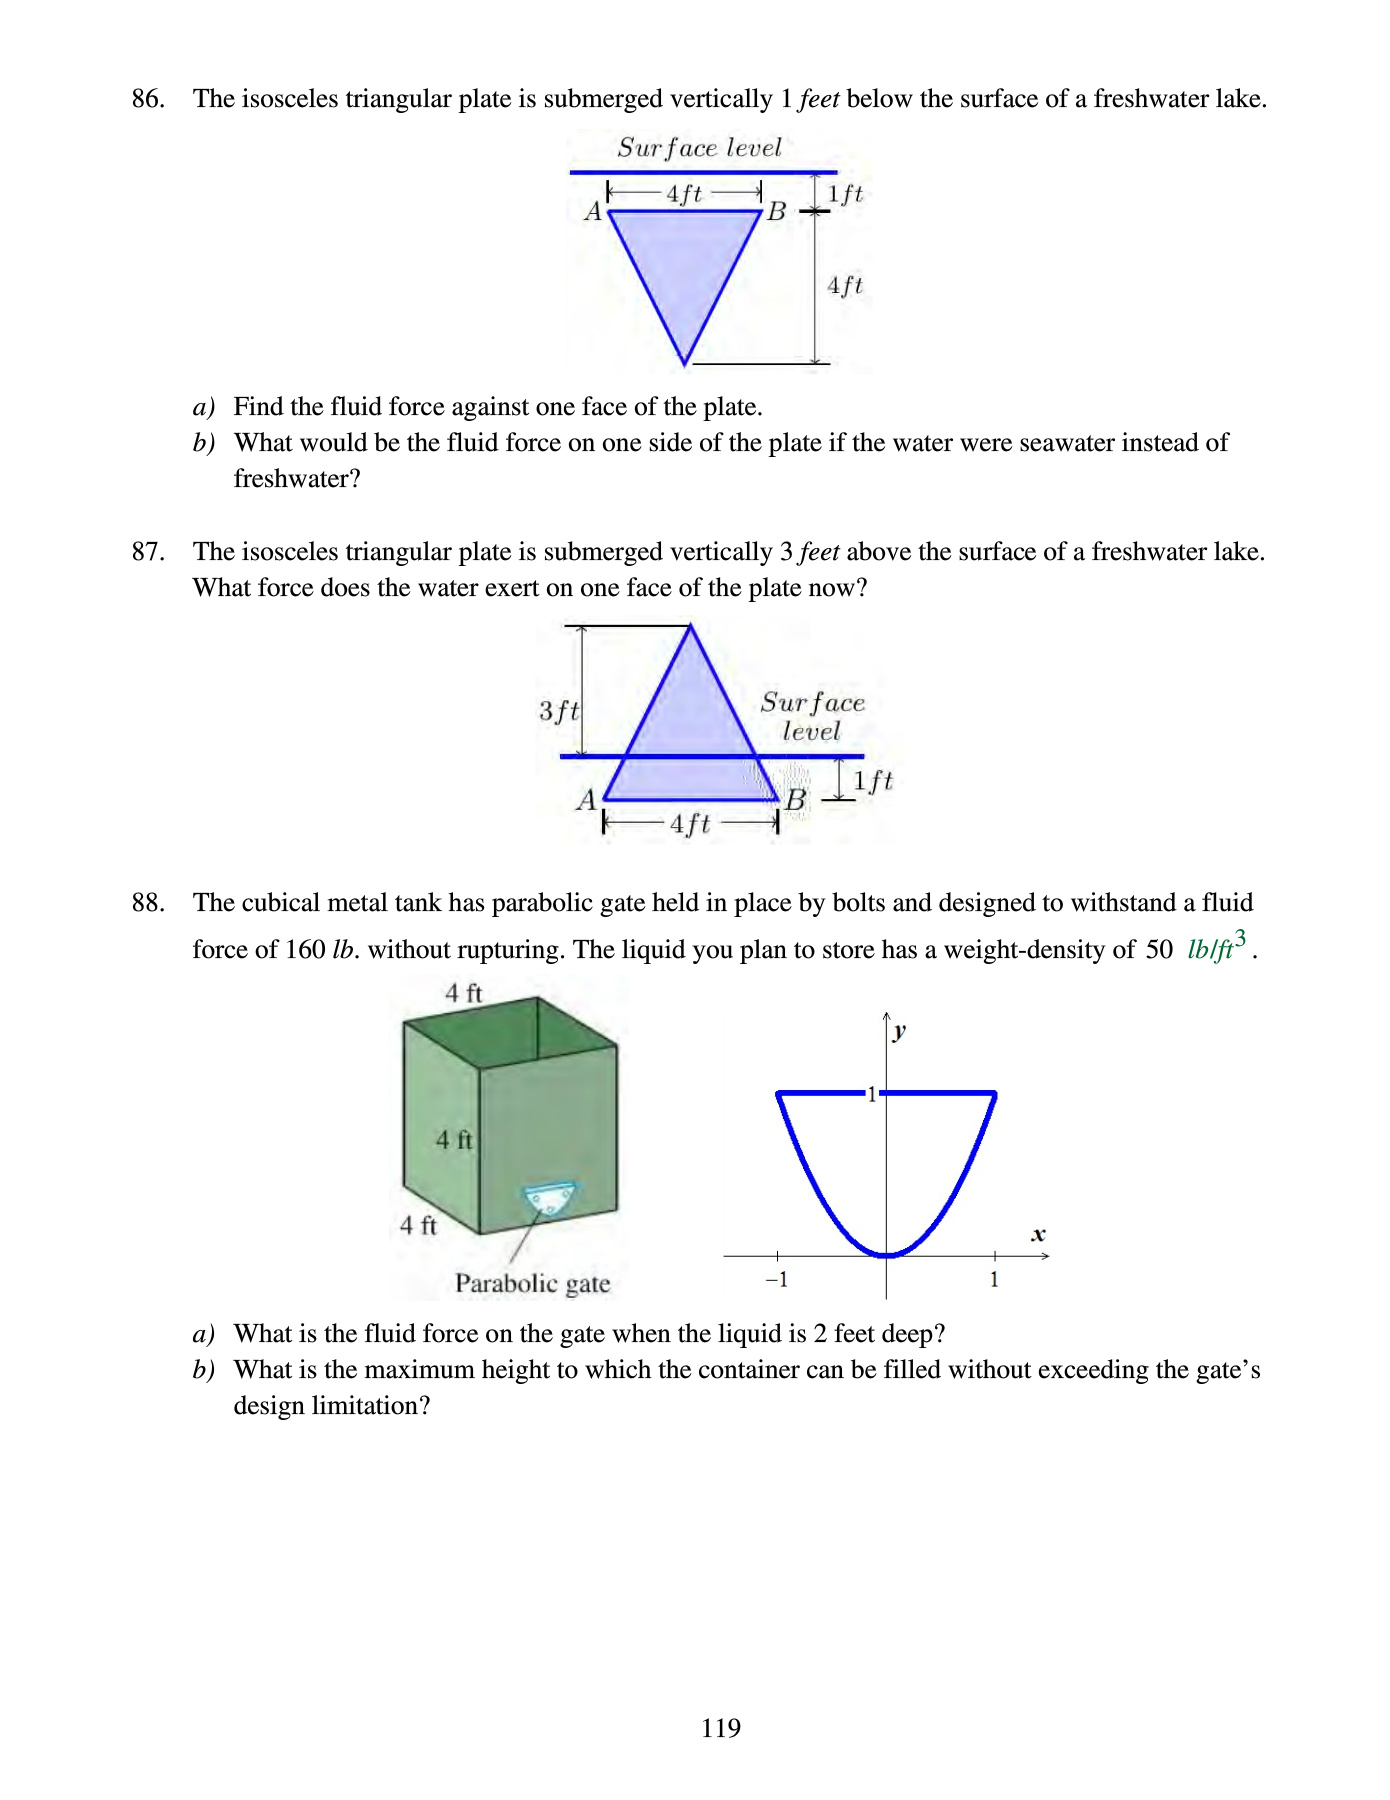 86. The isosceles triangular plate is submerged vertically 1 feet below the surface of a freshwater lake.
Surface level
4ft
1ft
A
B
4ft
a) Find the fluid force against one face of the plate.
b) What would be the fluid force on one side of the plate if the water were seawater instead of
freshwater?
87. The isosceles triangular plate is submerged vertically 3 feet above the surface of a freshwater lake.
What force does the water exert on one face of the plate now?
3ft
Surface
level
1ft
A
B
4ft
88. The cubical metal tank has parabolic gate held in place by bolts and designed to withstand a fluid
force of 160 lb. without rupturing. The liquid you plan to store has a weight-density of 50 lb/ft³.
4 ft
4 ft
4 ft
Parabolic gate
y
1
x
−1
1
a) What is the fluid force on the gate when the liquid is 2 feet deep?
b) What is the maximum height to which the container can be filled without exceeding the gate’s
design limitation?
119